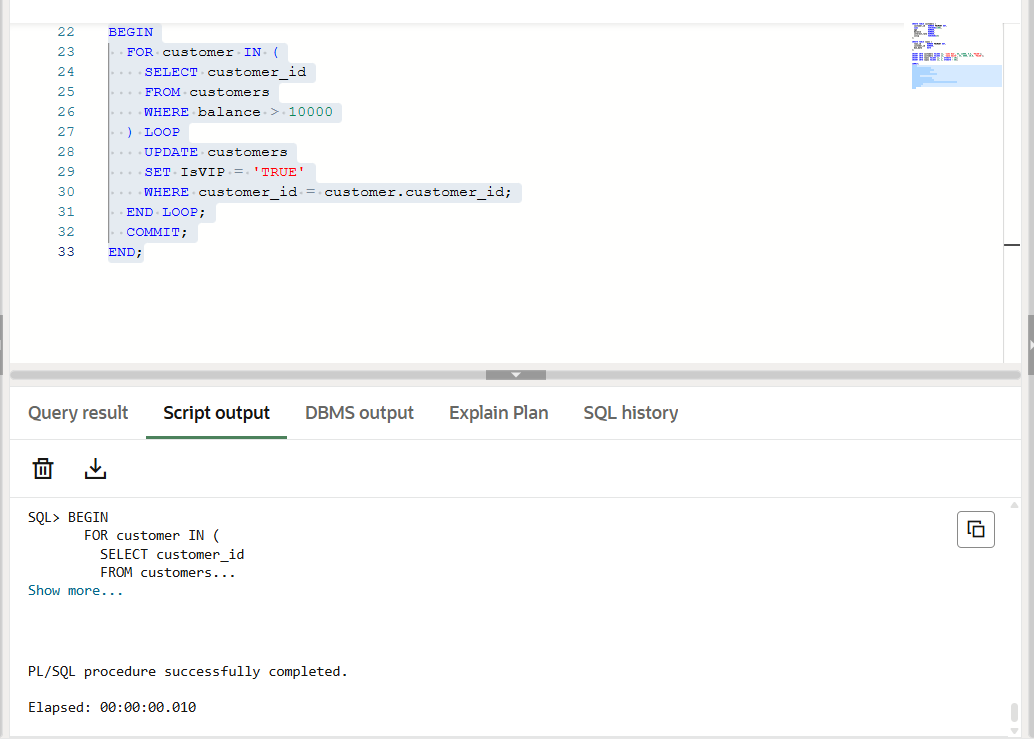 22 BEGIN
23 FOR customer IN (
24 SELECT customer_id
25 FROM customers
26 WHERE balance > 10000
27 ) LOOP
28 UPDATE customers
29 SET IsVIP = 'TRUE'
30 WHERE customer_id = customer.customer_id;
31 END LOOP;
32 COMMIT;
33 END;
Query result Script output DBMS output Explain Plan SQL history
SQL> BEGIN
FOR customer IN (
SELECT customer_id
FROM customers...
Show more...
PL/SQL procedure successfully completed.
Elapsed: 00:00:00.010